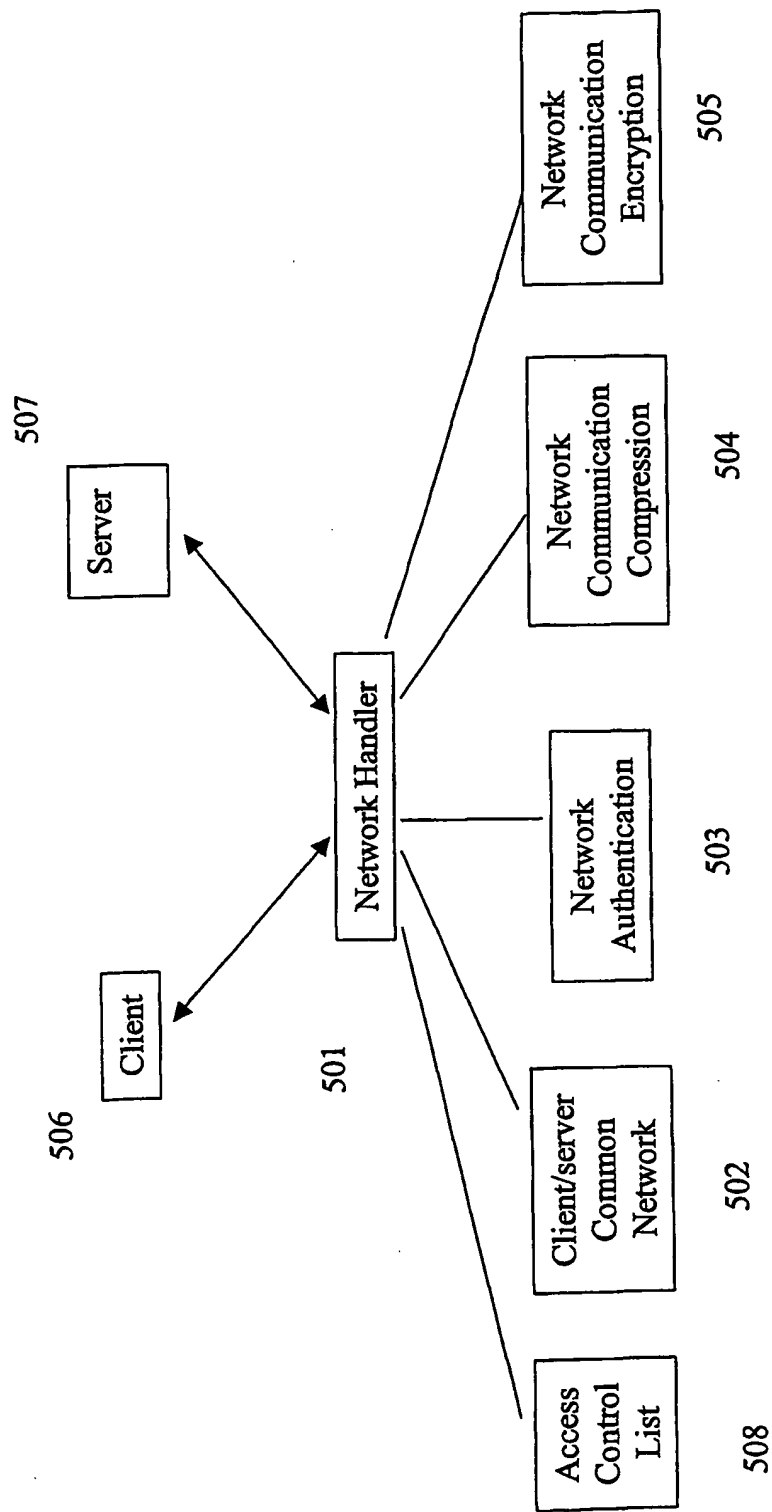 506
507
Client
Server
501
Network Handler
Access
Control
List
Client/server
Common
Network
Network
Authentication
Network
Communication
Compression
Network
Communication
Encryption
508
502
503
504
505